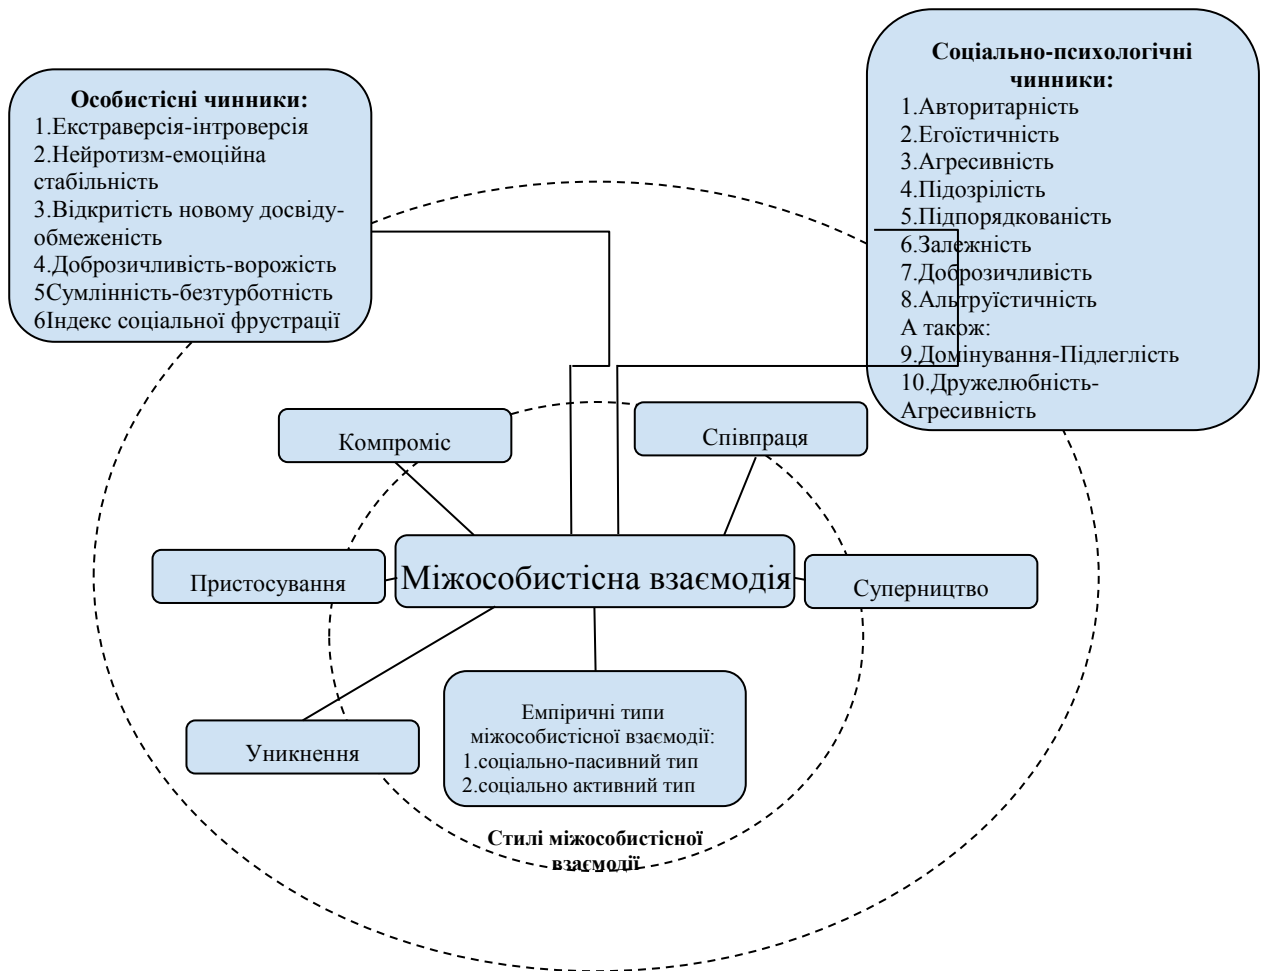 Особистісні чинники:
1.Екстраверсія-інтроверсія
2.Нейротизм-емоційна
стабільність
3.Відкритість новому досвіду-
обмеженість
4.Доброзичливість-ворожість
5Сумлінність-безтурботність
6Індекс соціальної фрустрації
Соціально-психологічні
чинники:
1.Авторитарність
2.Егоїстичність
3.Агресивність
4.Підозрілість
5.Підпорядкованість
6.Залежність
7.Доброзичливість
8.Альтруїстичність
А також:
9.Домінування-Підлеглість
10.Дружелюбність-
Агресивність
Компроміс
Співпраця
Пристосування
Міжособистісна взаємодія
Суперництво
Уникнення
Емпіричні типи
міжособистісної взаємодії:
1.соціально-пасивний тип
2.соціально активний тип
Стилі міжособистісної
взаємодії